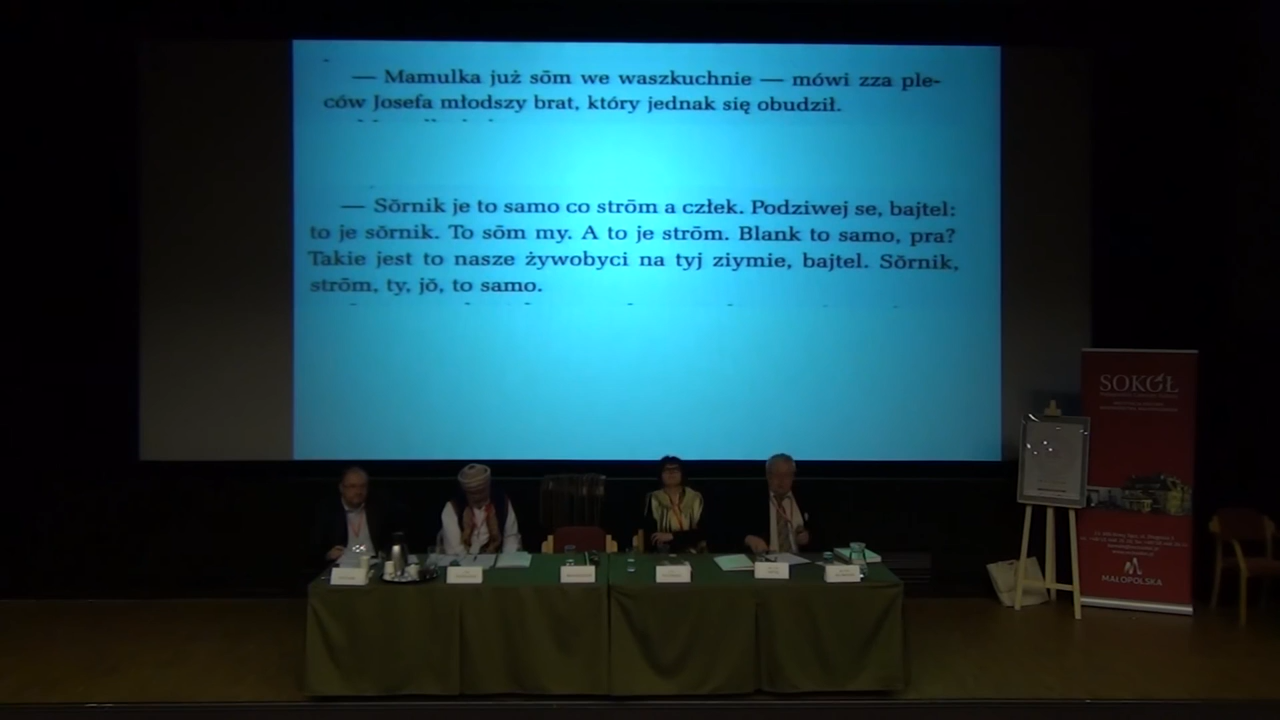 — Mamulka już sōm we waszkuchnie — mówi zza ple-
ców Josefa młodszy brat, który jednak się obudził.
— Sŏrnik je to samo co strōm a człek. Podziwej se, bajtel:
to je sŏrnik. To sōm my. A to je strōm. Blank to samo, pra?
Takie jest to nasze żywobyci na tyj ziymie, bajtel. Sŏrnik,
strōm, ty, jŏ, to samo.
SOKÓŁ
MAŁOPOLSKA